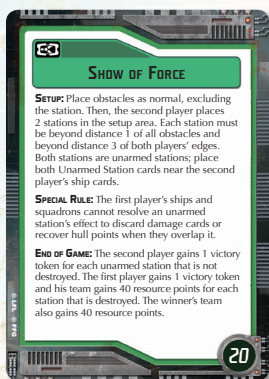 SHOW OF FORCE
SETUP: Place obstacles as normal, excluding
the station. Then, the second player places
2 stations in the setup area. Each station must
be beyond distance 1 of all obstacles and
beyond distance 3 of both players' edges.
Both stations are unarmed stations; place
both Unarmed Station cards near the second
player's ship cards.
SPECIAL RULE: The first player's ships and
squadrons cannot resolve an unarmed
station's effect to discard damage cards or
recover hull points when they overlap it.
END OF GAME: The second player gains 1 victory
token for each unarmed station that is not
destroyed. The first player gains 1 victory token
and his team gains 40 resource points for each
station that is destroyed. The winner's team
also gains 40 resource points.
© LFL © FFG
20